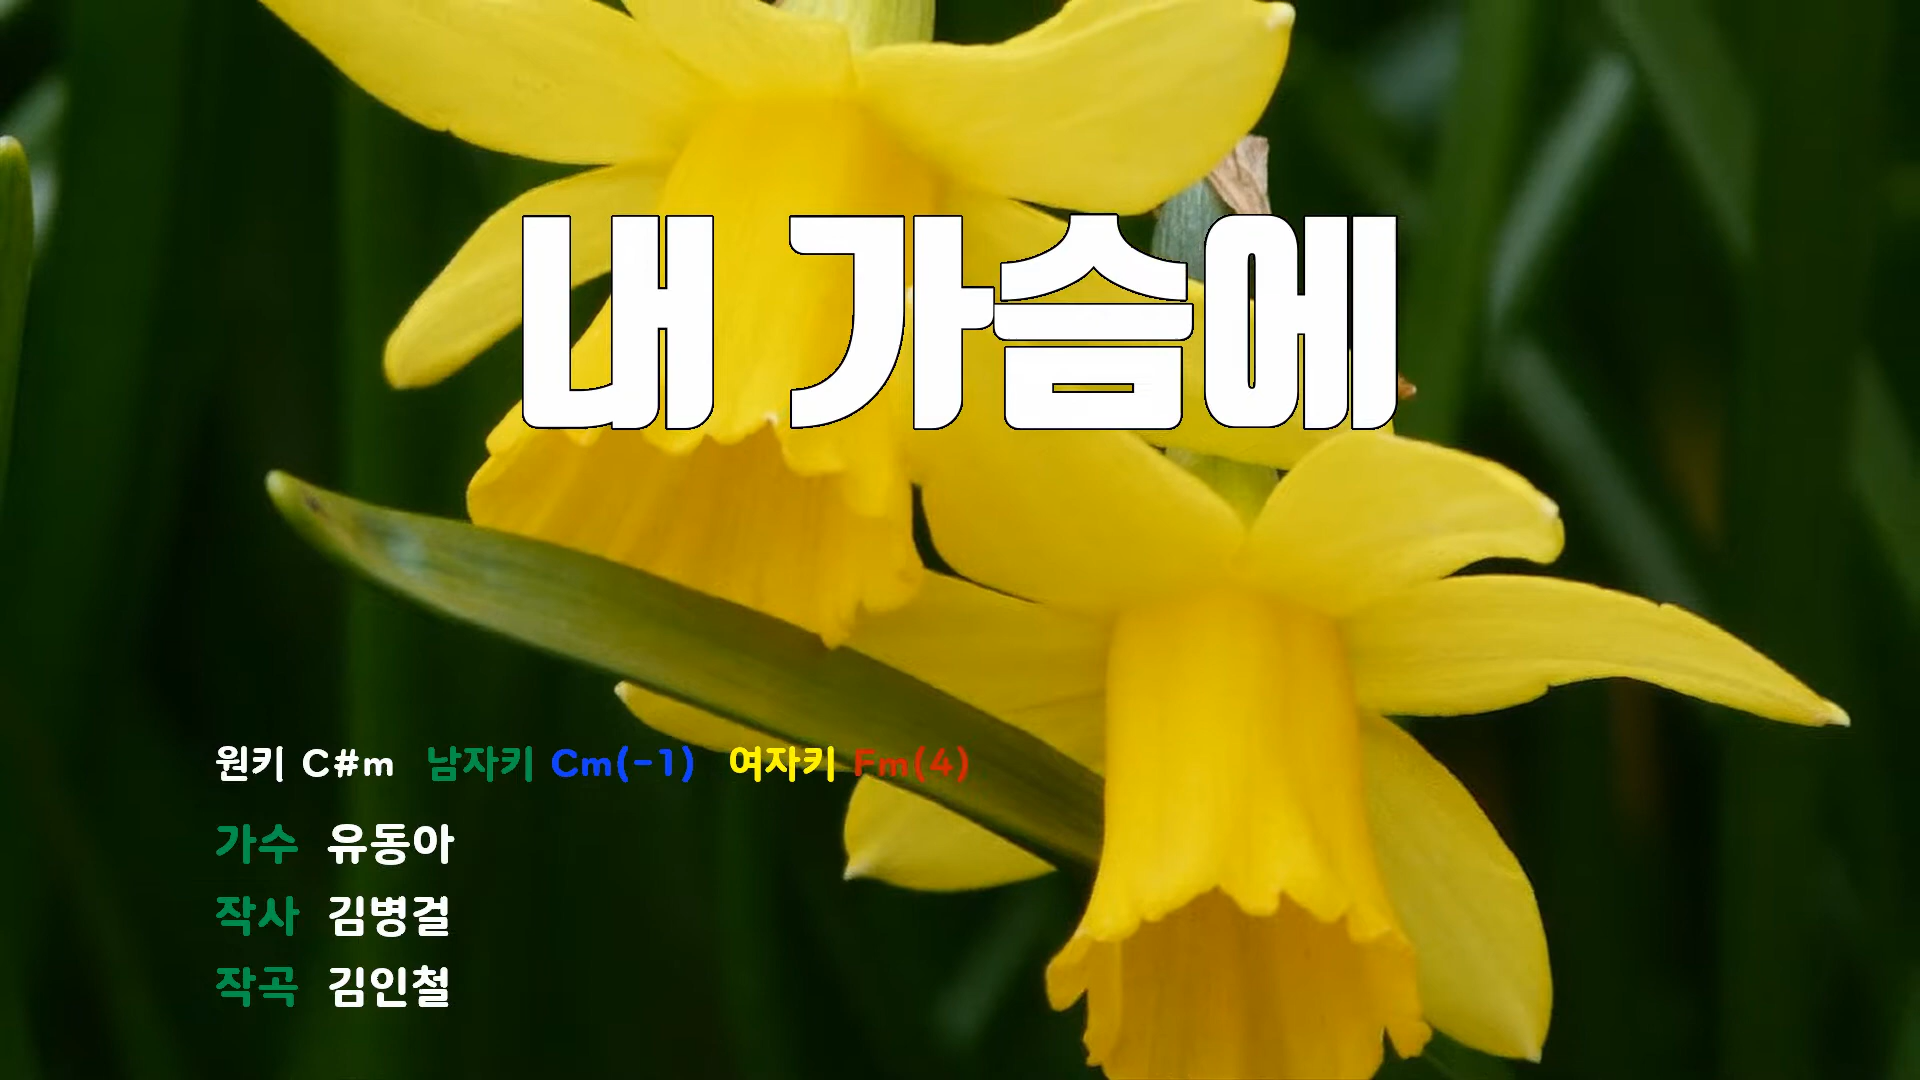 내 가슴에
원키 C#m 남자키 Cm(-1) 여자키 Fm(4)
가수 유동아
작사 김병걸
작곡 김인철